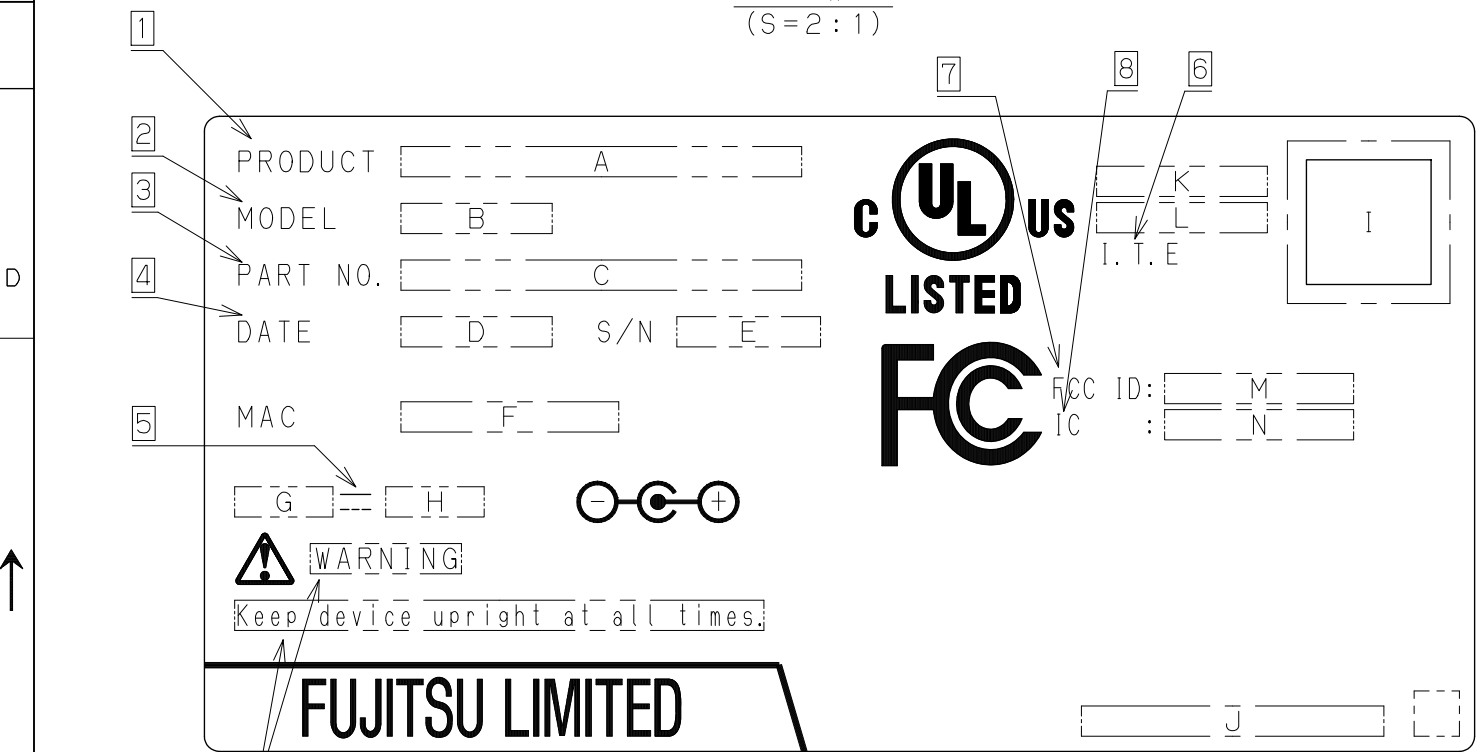 (S=2:1)
1
7
8
6
2
PRODUCT A
K
3
MODEL B
C UL US
L
I
D
4
PART NO. C
I.T.E
LISTED
DATE D S/N E
FCC
FCC ID: M
5
MAC F
IC : N
G H
- +
WARNING
Keep device upright at all times.
FUJITSU LIMITED
J